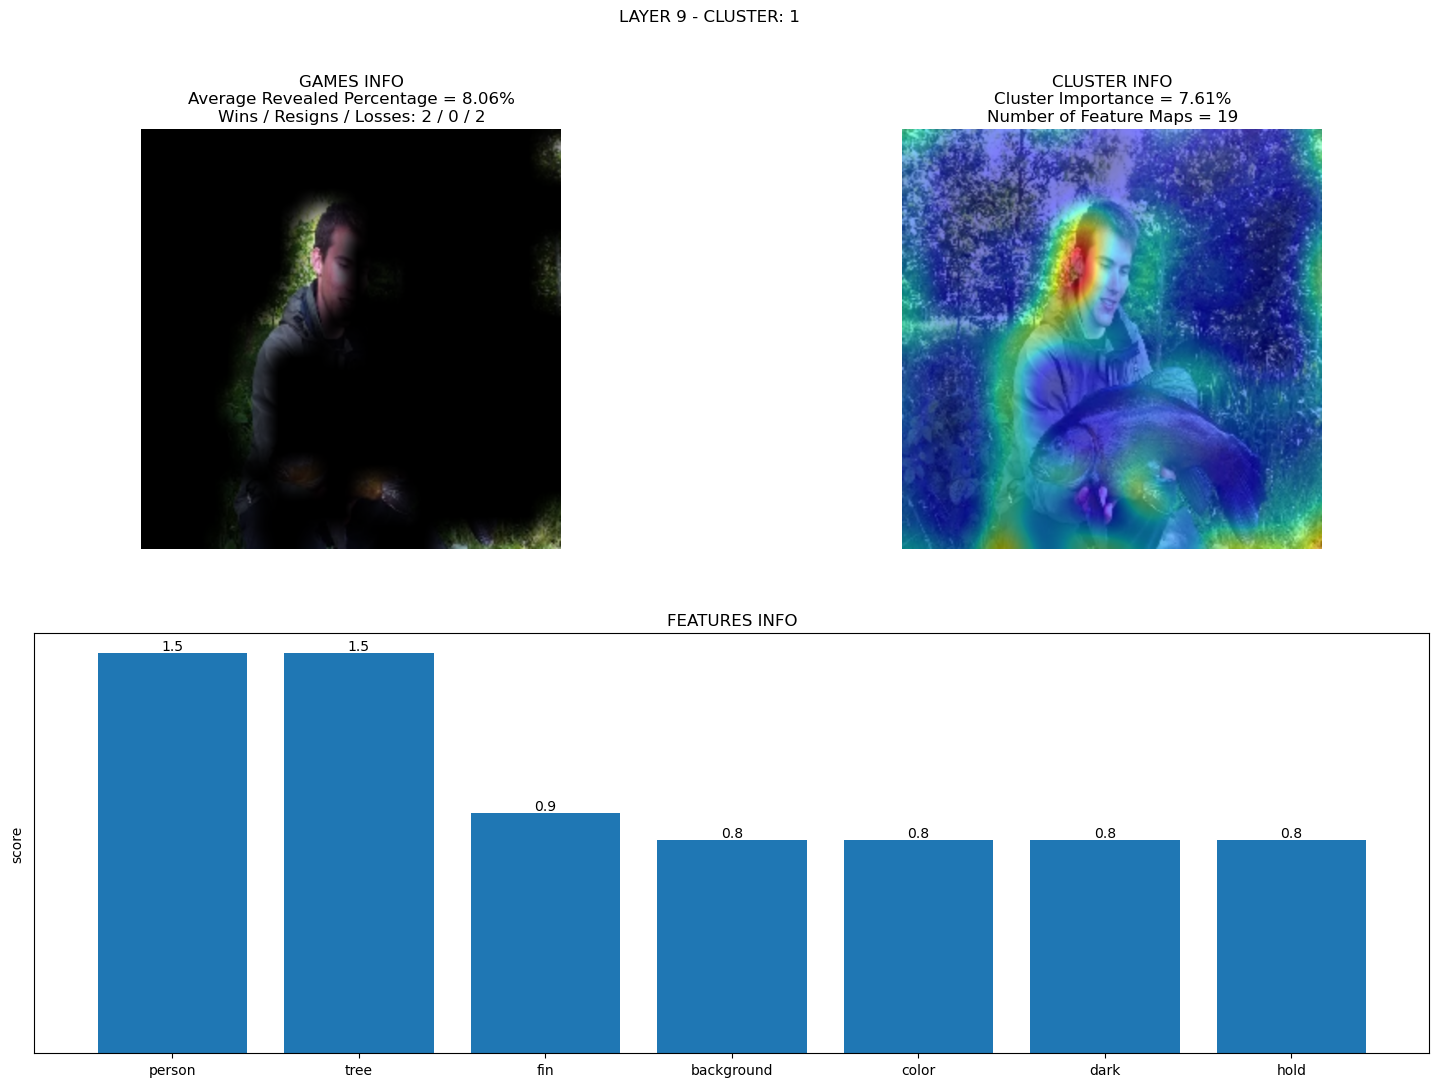 LAYER 9 - CLUSTER: 1
GAMES INFO
Average Revealed Percentage = 8.06%
Wins / Resigns / Losses: 2 / 0 / 2
CLUSTER INFO
Cluster Importance = 7.61%
Number of Feature Maps = 19
FEATURES INFO
score
1.5
1.5
0.9
0.8
0.8
0.8
0.8
person
tree
fin
background
color
dark
hold